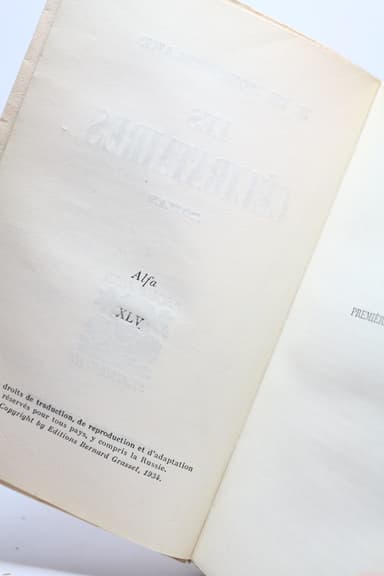 Alfa
XLV.
droits de traduction, de reproduction et d'adaptation
réservés pour tous pays, y compris la Russie.
Copyright by Editions Bernard Grasset, 1934.
PREMIÈR